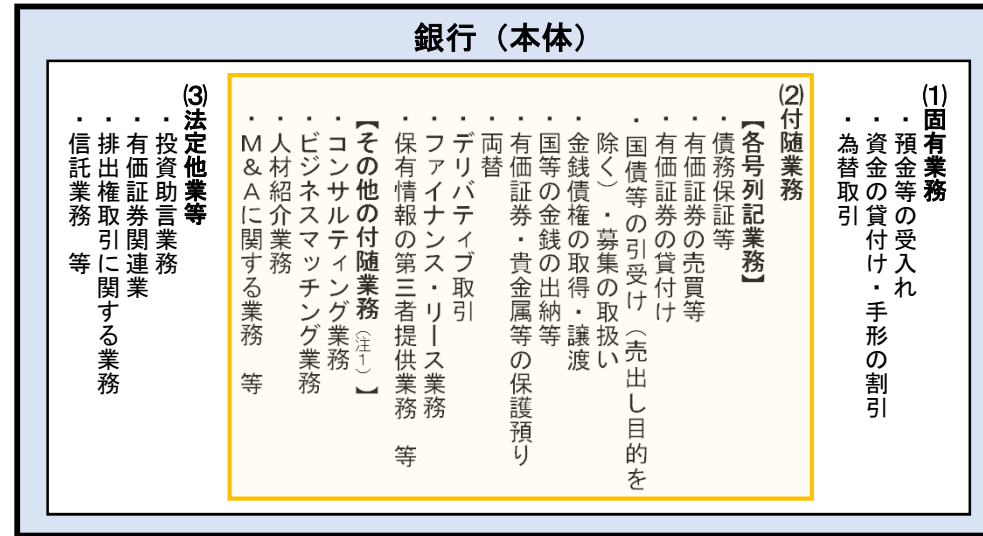 銀行（本体）
⑴固有業務
・預金等の受入れ
・資金の貸付け・手形の割引
・為替取引
⑵付随業務
【各号列記業務】
・債務保証等
・有価証券の売買等
・有価証券の貸付け
・国債等の引受け（売出し目的を
除く）・募集の取扱い
・金銭債権の取得・譲渡
・国等の金銭の出納等
・有価証券・貴金属等の保護預り
・両替
・デリバティブ取引
・ファイナンス・リース業務
・保有情報の第三者提供業務　等
【その他の付随業務（注１）】
・コンサルティング業務
・ビジネスマッチング業務
・人材紹介業務
・Ｍ＆Ａに関する業務　等
⑶法定他業等
・投資助言業務
・有価証券関連業
・排出権取引に関する業務
・信託業務　等